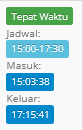 Tepat Waktu
Jadwal:
15:00-17:30
Masuk:
15:03:38
Keluar:
17:15:41